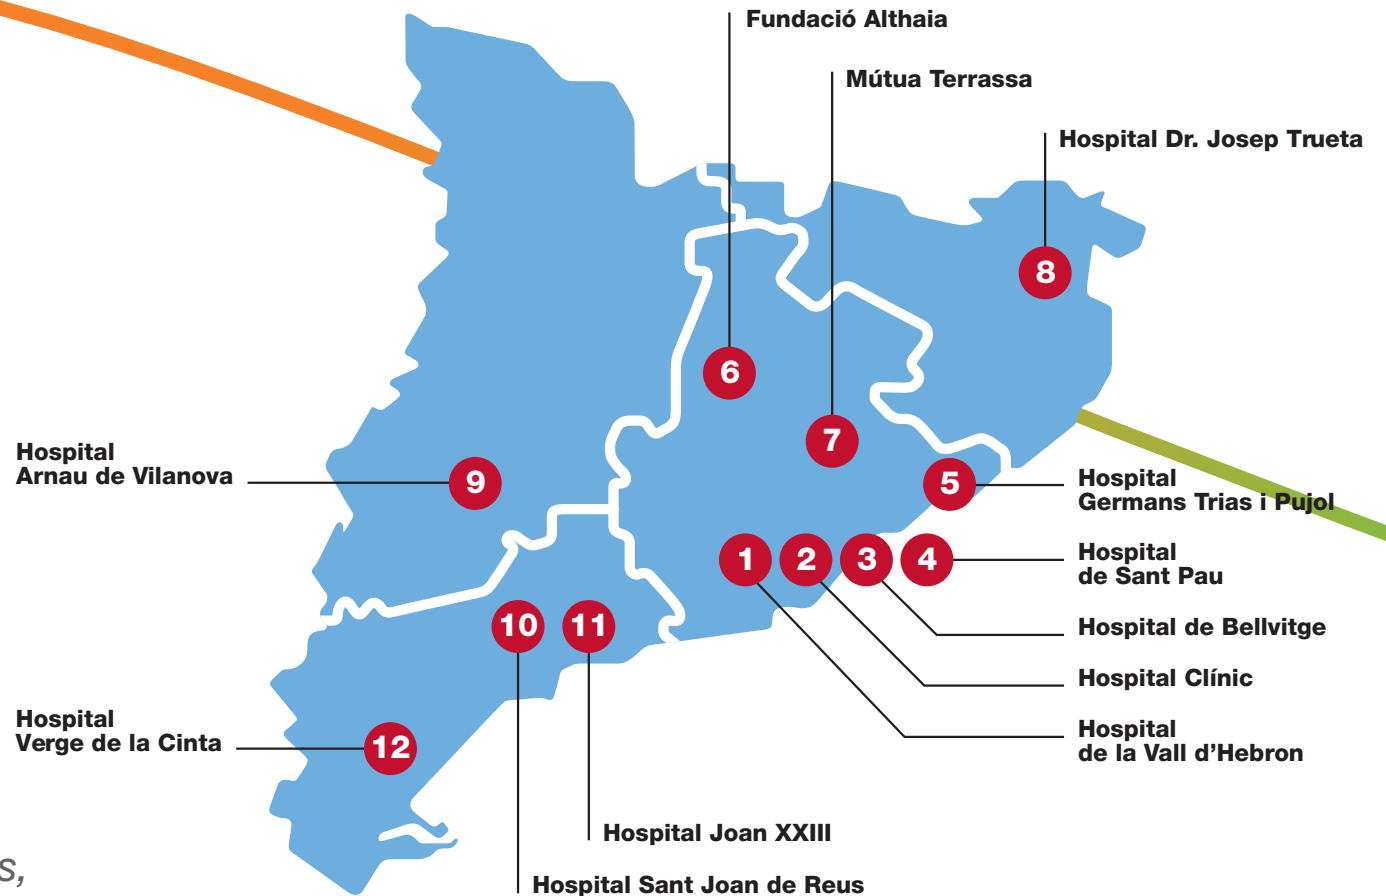 Fundació Althaia
Mútua Terrassa
Hospital Dr. Josep Trueta
8
6
7
Hospital
Arnau de Vilanova
9
5
Hospital
Germans Trias i Pujol
1
2
3
4
Hospital
de Sant Pau
10
11
Hospital de Bellvitge
Hospital Clínic
Hospital
Verge de la Cinta
12
Hospital
de la Vall d’Hebron
Hospital Joan XXIII
s,
Hospital Sant Joan de Reus